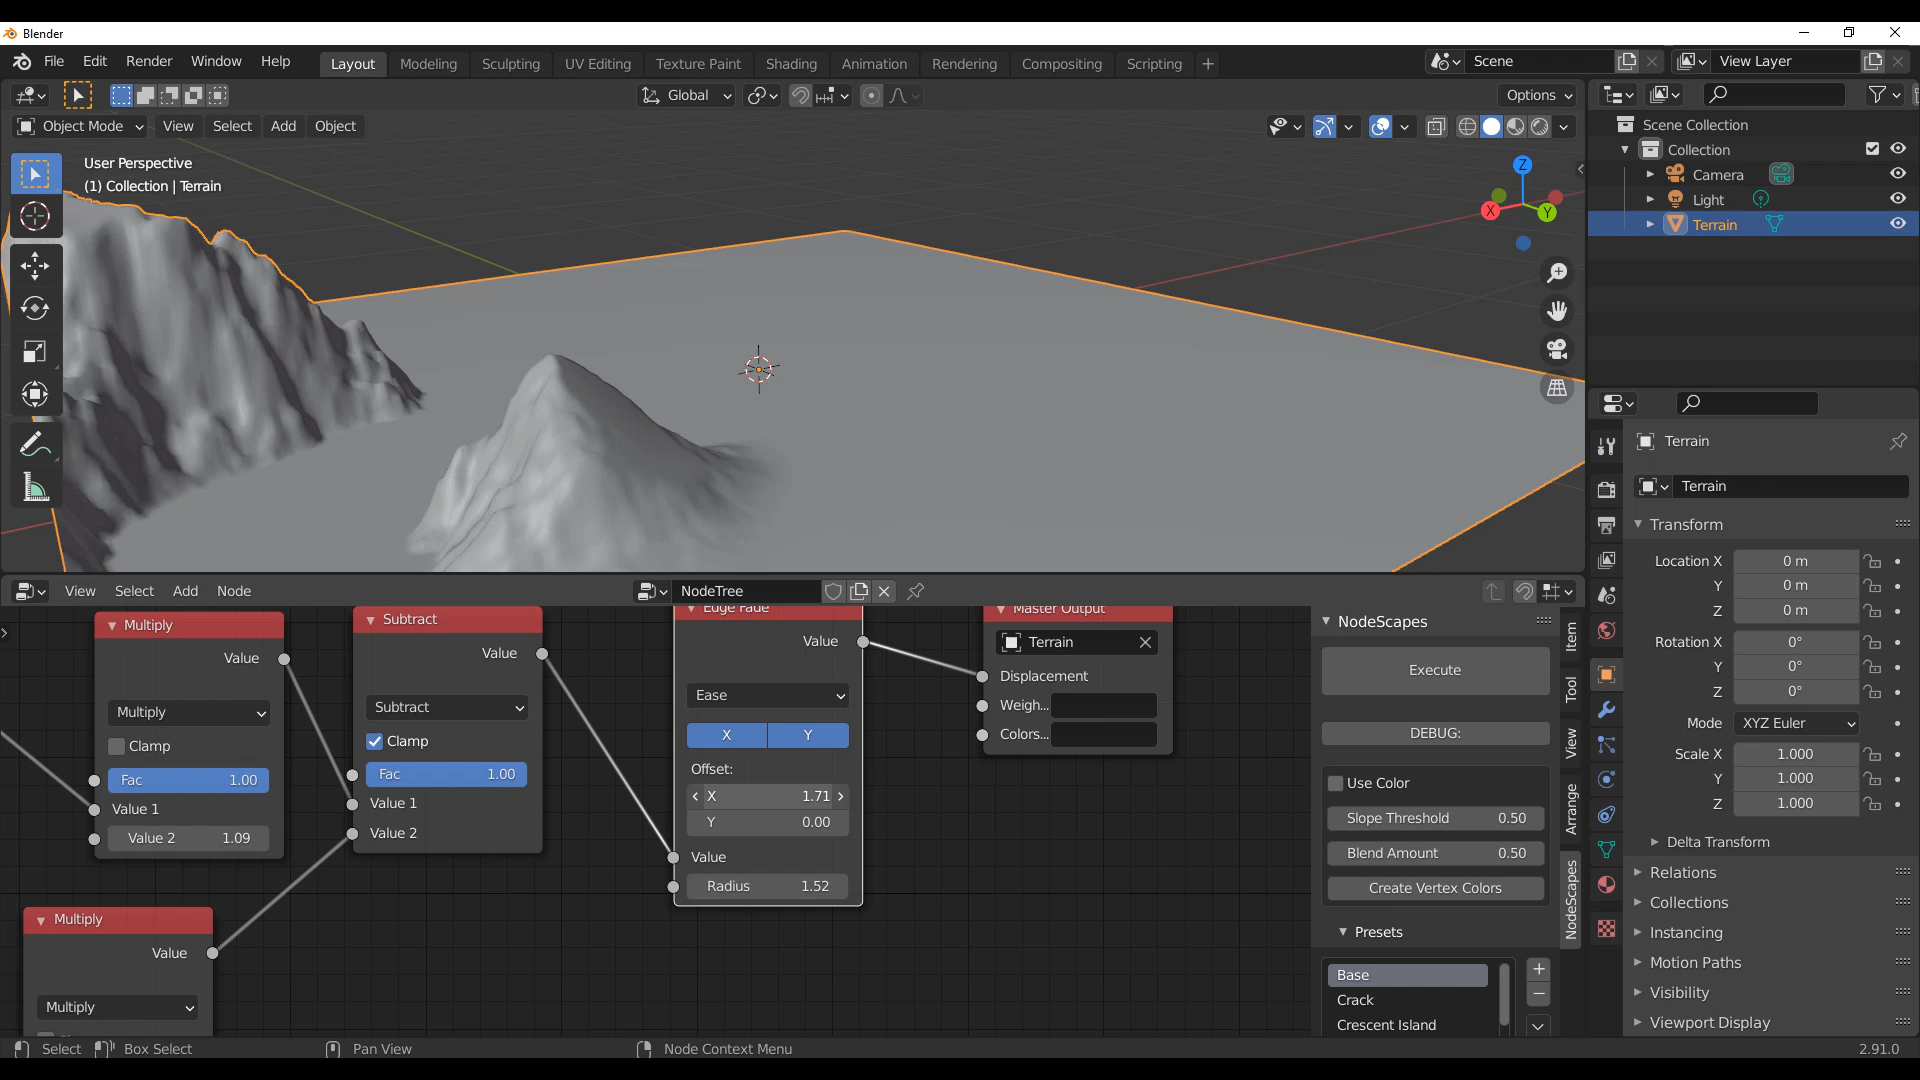 Blender
File Edit Render Window Help
Layout Modeling Sculpting UV Editing Texture Paint Shading Animation Rendering Compositing Scripting +
Scene
View Layer
Global
Options
Object Mode View Select Add Object
User Perspective
(1) Collection | Terrain
Z
X
Y
Scene Collection
Collection
Camera
Light
Terrain
Terrain
Terrain
Transform
Location X 0 m
Y 0 m
Z 0 m
Rotation X 0°
Y 0°
Z 0°
Mode XYZ Euler
Scale X 1.000
Y 1.000
Z 1.000
Delta Transform
Relations
Collections
Instancing
Motion Paths
Visibility
Viewport Display
View Select Add Node
NodeTree
Multiply
Value
Multiply
Clamp
Fac 1.00
Value 1
Value 2 1.09
Subtract
Value
Subtract
Clamp
Fac 1.00
Value 1
Value 2
Edge Fade
Value
Ease
X Y
Offset:
X 1.71
Y 0.00
Value
Radius 1.52
Master Output
Terrain
Displacement
Weigh...
Colors...
Multiply
Value
Multiply
NodeScapes
Execute
DEBUG:
Use Color
Slope Threshold 0.50
Blend Amount 0.50
Create Vertex Colors
Presets
Base
Crack
Crescent Island
Item
Tool
View
Arrange
NodeScapes
Select Box Select Pan View Node Context Menu 2.91.0